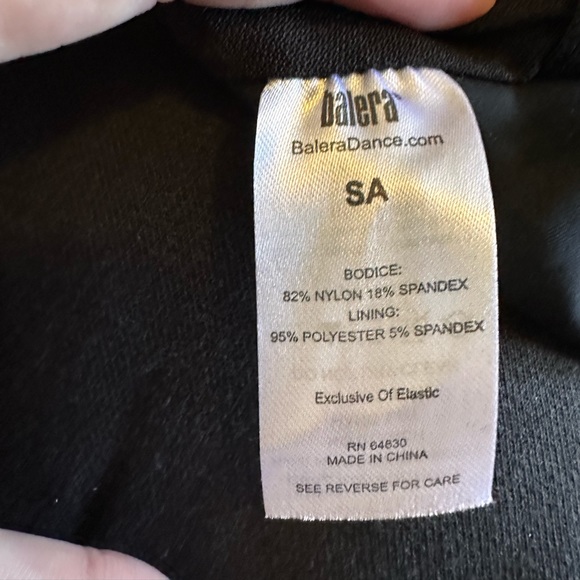 balera™
BaleraDance.com
SA
BODICE:
82% NYLON 18% SPANDEX
LINING:
95% POLYESTER 5% SPANDEX
Exclusive Of Elastic
RN 64830
MADE IN CHINA
SEE REVERSE FOR CARE